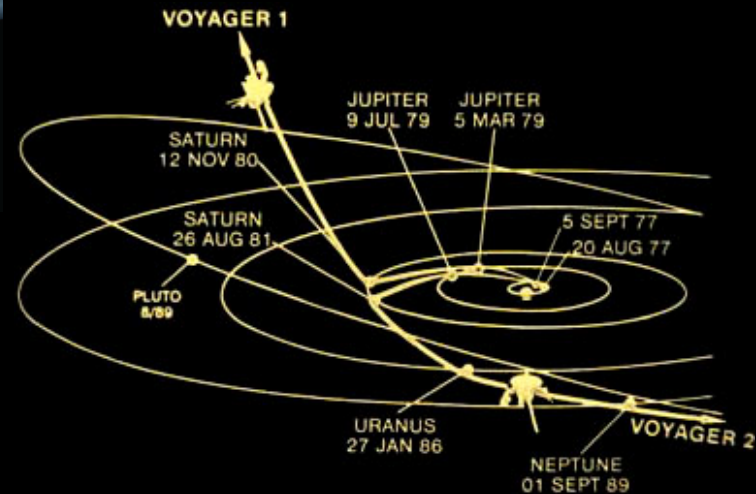 VOYAGER 1
JUPITER
9 JUL 79
JUPITER
5 MAR 79
SATURN
12 NOV 80
SATURN
26 AUG 81
5 SEPT 77
20 AUG 77
PLUTO
8/89
URANUS
27 JAN 86
VOYAGER 2
NEPTUNE
01 SEPT 89